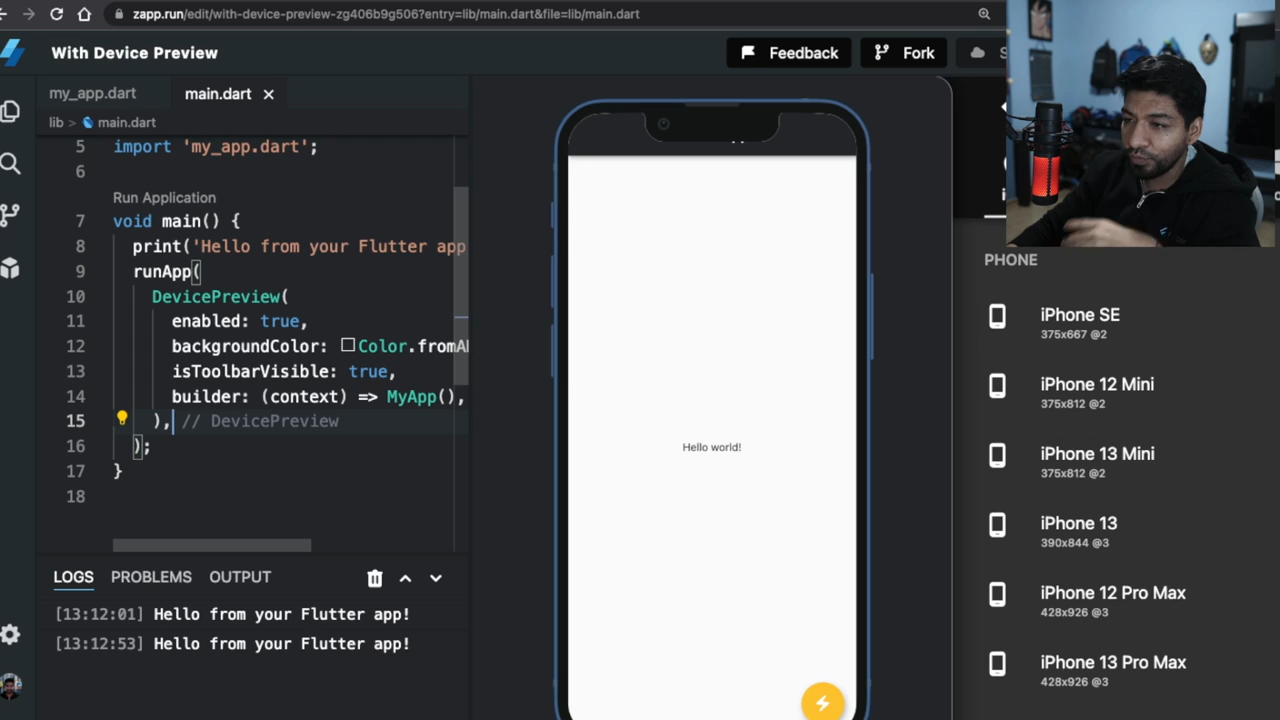 zapp.run/edit/with-device-preview-zg406b9g506?entry=lib/main.dart&file=lib/main.dart
With Device Preview
Feedback
Fork
my_app.dart
main.dart
lib > main.dart
5 import 'my_app.dart';
6
Run Application
7 void main() {
8 print('Hello from your Flutter app
9 runApp(
10 DevicePreview(
11 enabled: true,
12 backgroundColor: Color.fromA
13 isToolbarVisible: true,
14 builder: (context) => MyApp(),
15 ), // DevicePreview
16 );
17 }
18
LOGS PROBLEMS OUTPUT
[13:12:01] Hello from your Flutter app!
[13:12:53] Hello from your Flutter app!
Hello world!
PHONE
iPhone SE
375x667 @2
iPhone 12 Mini
375x812 @2
iPhone 13 Mini
375x812 @2
iPhone 13
390x844 @3
iPhone 12 Pro Max
428x926 @3
iPhone 13 Pro Max
428x926 @3